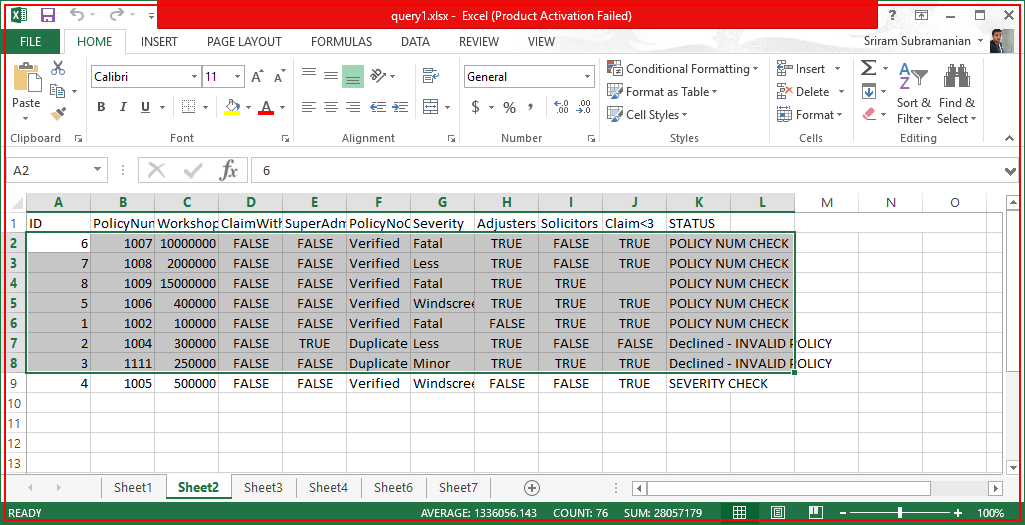 query1.xlsx - Excel (Product Activation Failed)
FILE HOME INSERT PAGE LAYOUT FORMULAS DATA REVIEW VIEW Sriram Subramanian
Paste
Calibri 11
B I U A
General
$ % ,
Conditional Formatting
Format as Table
Cell Styles
Insert
Delete
Format
Sort & Filter
Find & Select
Clipboard Font Alignment Number Styles Cells Editing
A2 fx 6
A B C D E F G H I J K L M N O
1 ID PolicyNun Workshop ClaimWith SuperAdm PolicyNoC Severity Adjusters Solicitors Claim<3 STATUS
2 6 1007 10000000 FALSE FALSE Verified Fatal TRUE FALSE TRUE POLICY NUM CHECK
3 7 1008 2000000 FALSE FALSE Verified Less TRUE FALSE TRUE POLICY NUM CHECK
4 8 1009 15000000 FALSE FALSE Verified Fatal TRUE TRUE POLICY NUM CHECK
5 5 1006 400000 FALSE FALSE Verified Windscree TRUE TRUE TRUE POLICY NUM CHECK
6 1 1002 100000 FALSE FALSE Verified Fatal FALSE TRUE TRUE POLICY NUM CHECK
7 2 1004 300000 FALSE TRUE Duplicate Less TRUE FALSE FALSE Declined - INVALID POLICY
8 3 1111 250000 FALSE FALSE Duplicate Minor TRUE TRUE TRUE Declined - INVALID POLICY
9 4 1005 500000 FALSE FALSE Verified Windscree FALSE FALSE TRUE SEVERITY CHECK
10
11
12
13
Sheet1 Sheet2 Sheet3 Sheet4 Sheet6 Sheet7
READY AVERAGE: 1336056.143 COUNT: 76 SUM: 28057179 100%